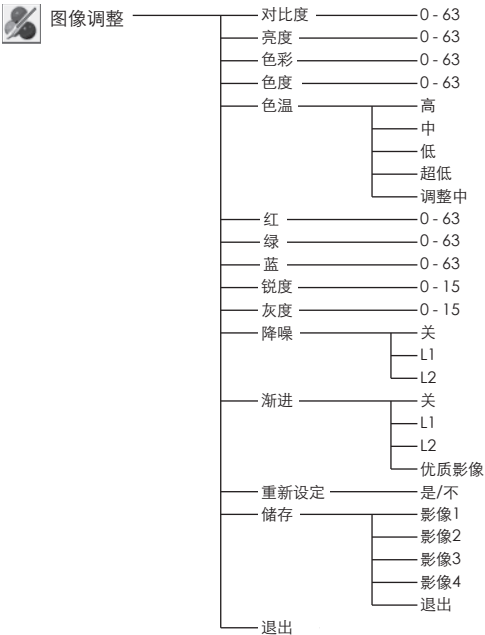 图像调整
对比度 0 - 63
亮度 0 - 63
色彩 0 - 63
色度 0 - 63
色温 高
中
低
超低
调整中
红 0 - 63
绿 0 - 63
蓝 0 - 63
锐度 0 - 15
灰度 0 - 15
降噪 关
L1
L2
渐进 关
L1
L2
优质影像
重新设定 是/不
储存 影像1
影像2
影像3
影像4
退出
退出